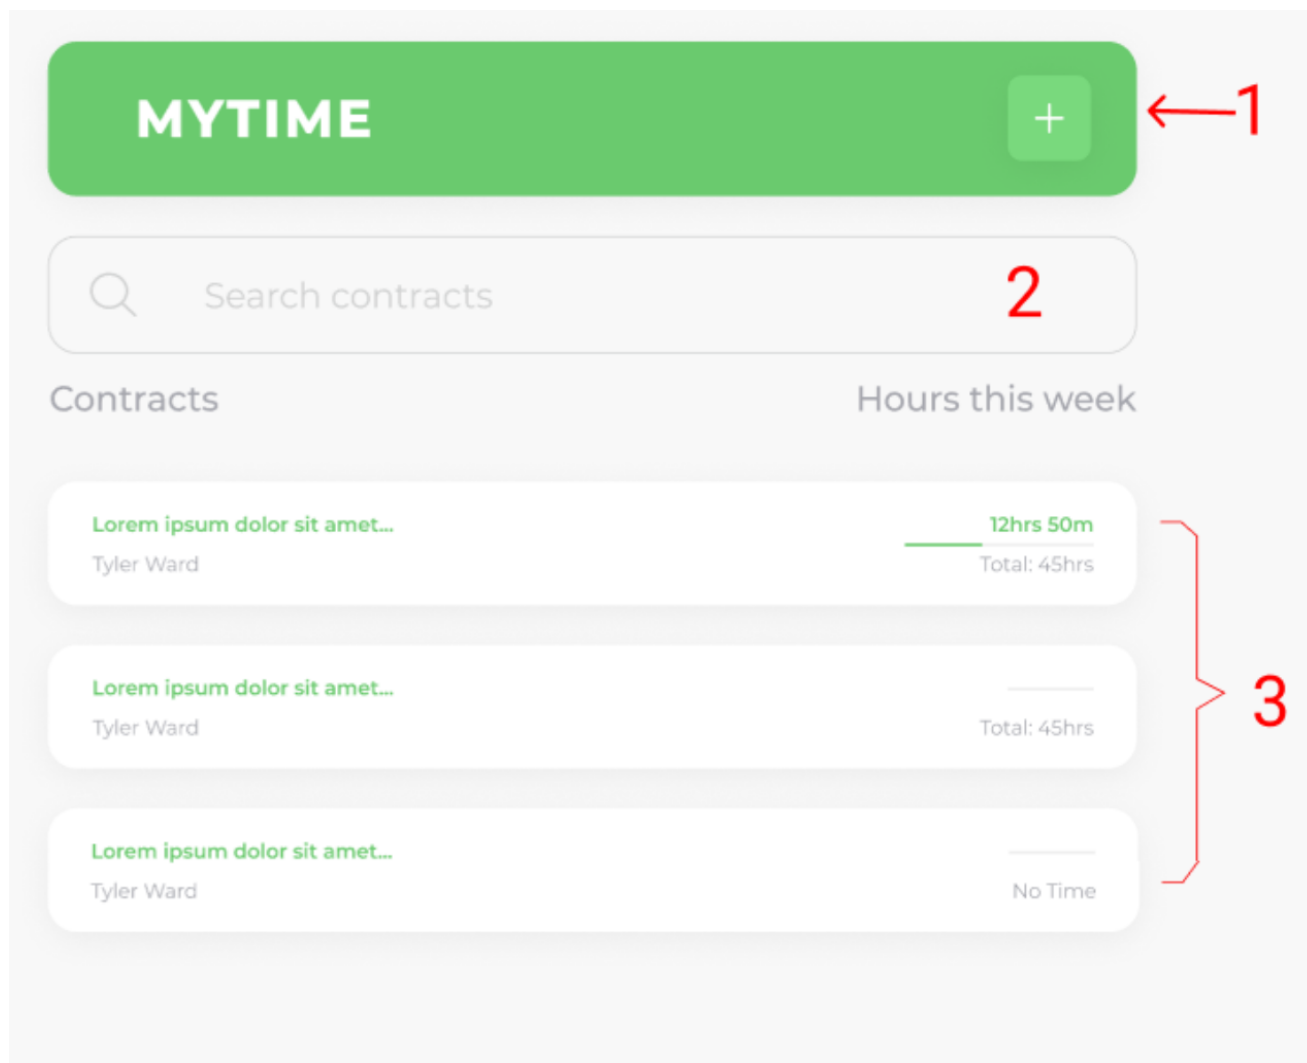 MYTIME + 1
Search contracts 2
Contracts Hours this week
Lorem ipsum dolor sit amet... 12hrs 50m
Tyler Ward Total: 45hrs
3
Lorem ipsum dolor sit amet...
Tyler Ward Total: 45hrs
Lorem ipsum dolor sit amet...
Tyler Ward No Time